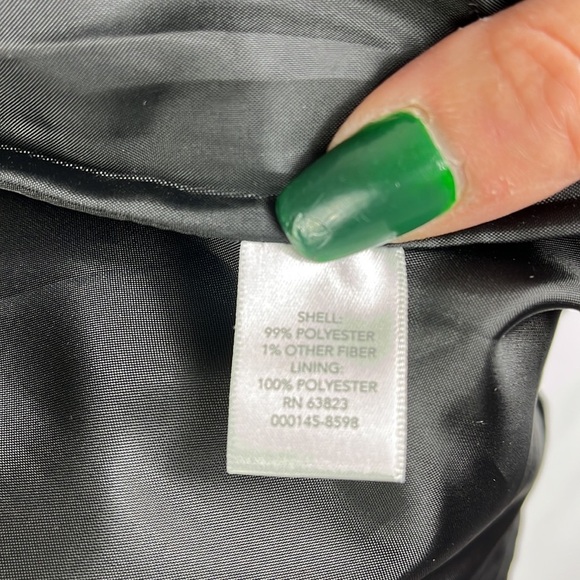 SHELL:
99% POLYESTER
1% OTHER FIBER
LINING:
100% POLYESTER
RN 63823
000145-8598